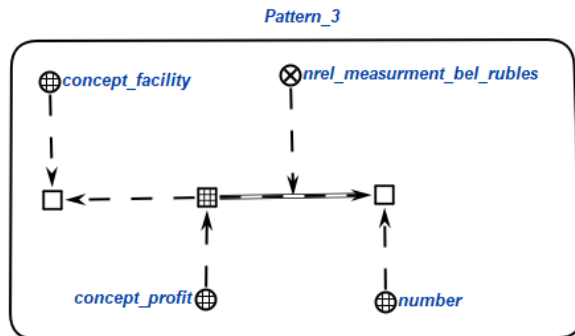 Pattern_3
concept_facility
nrel_measurment_bel_rubles
concept_profit
number